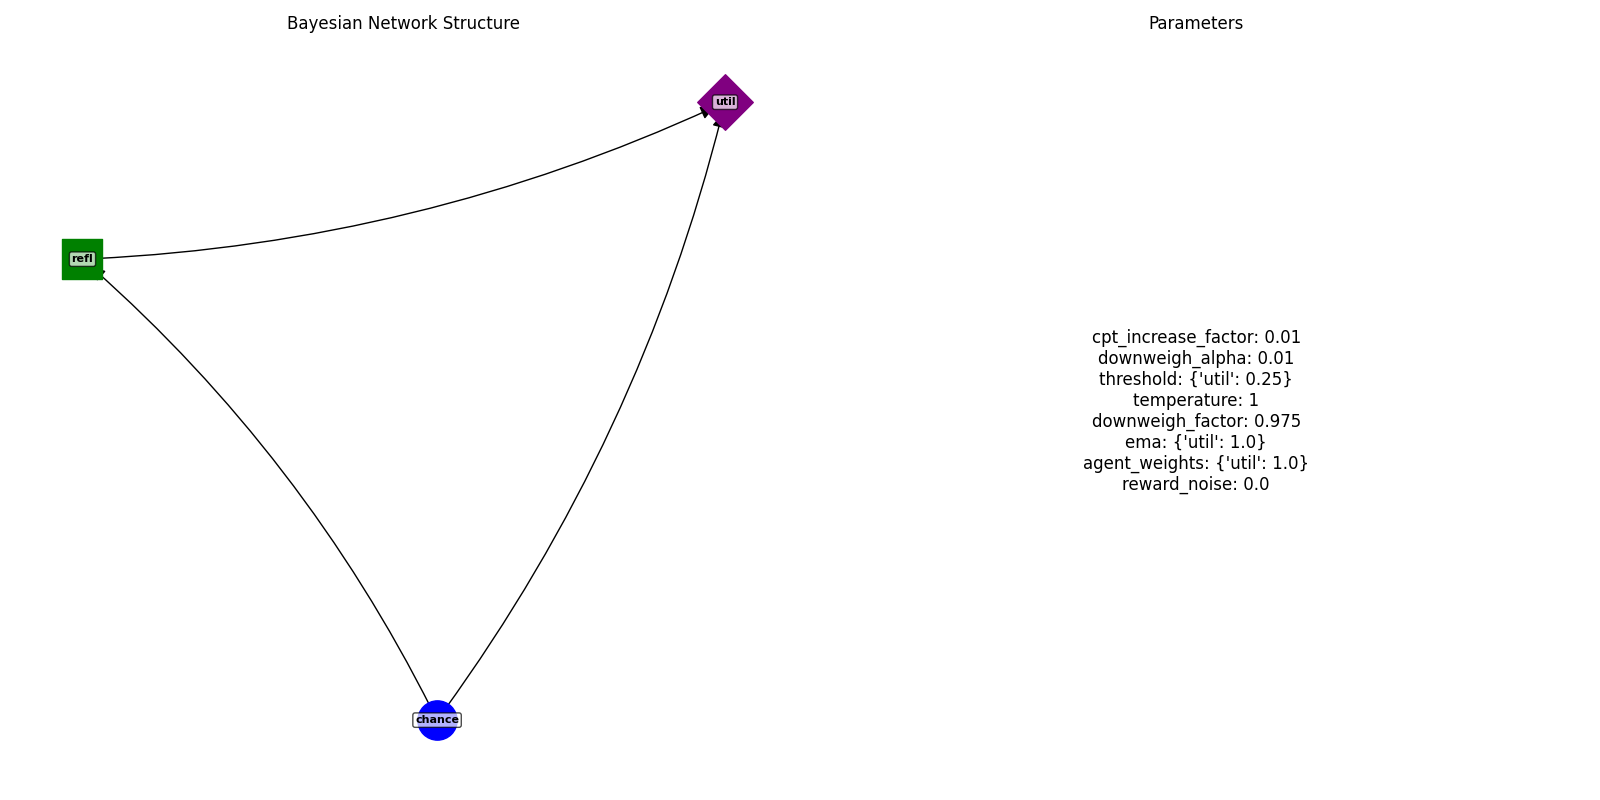 Bayesian Network Structure
Parameters
util
refl
chance
cpt_increase_factor: 0.01
downweigh_alpha: 0.01
threshold: {'util': 0.25}
temperature: 1
downweigh_factor: 0.975
ema: {'util': 1.0}
agent_weights: {'util': 1.0}
reward_noise: 0.0